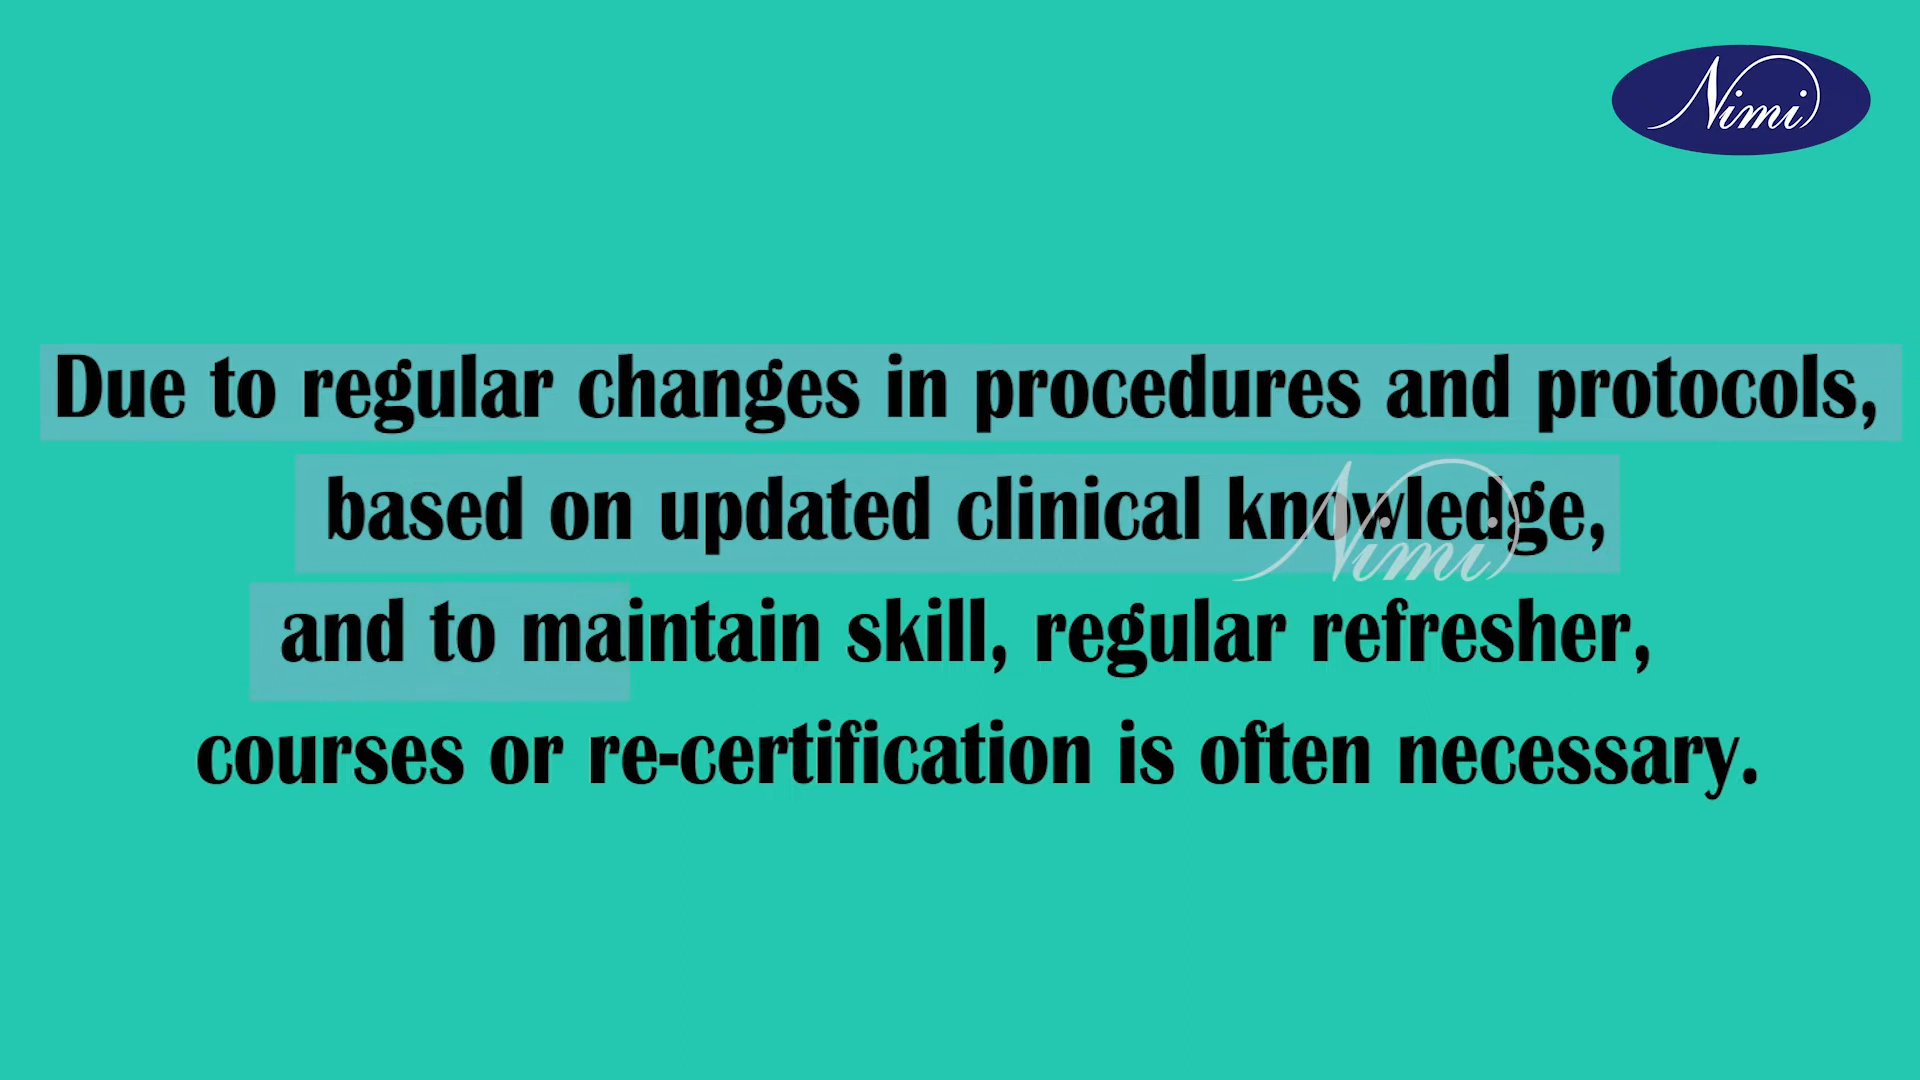 Nimi
Due to regular changes in procedures and protocols,
based on updated clinical knowledge,
Nimi
and to maintain skill, regular refresher,
courses or re-certification is often necessary.